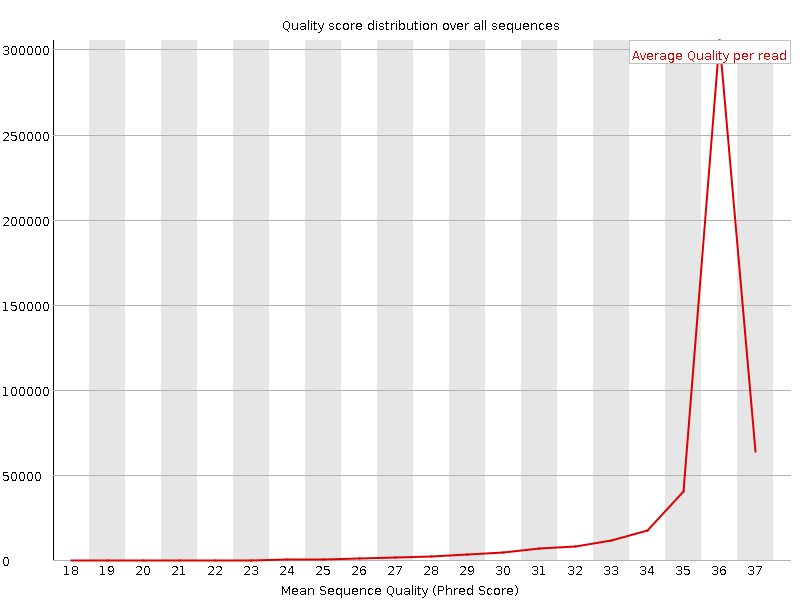 Quality score distribution over all sequences
300000
Average Quality per read
250000
200000
150000
100000
50000
0
18 19 20 21 22 23 24 25 26 27 28 29 30 31 32 33 34 35 36 37
Mean Sequence Quality (Phred Score)